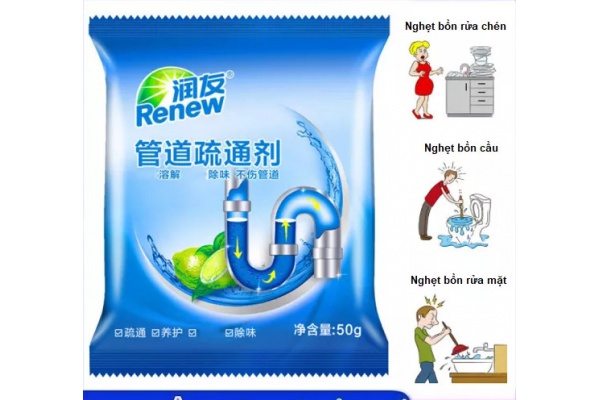 润友®
Renew
管道疏通剂
溶解 除味 不伤管道
☑疏通 ☑养护 ☑ ☑除味
净含量:50g
Nghẹt bồn rửa chén
Nghẹt bồn cầu
Nghẹt bồn rửa mặt